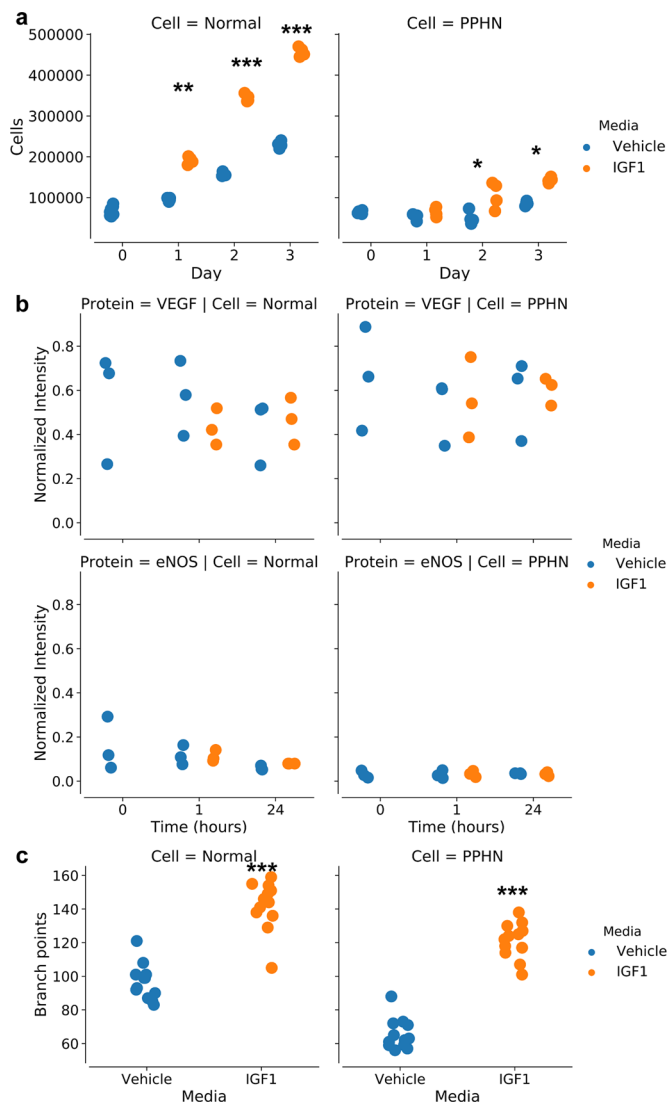 a
Cell = Normal
Cell = PPHN
500000
400000
300000
200000
100000
Cells
**
***
***
*
*
0 1 2 3
0 1 2 3
Day
Day
Media
Vehicle
IGF1
b
Protein = VEGF | Cell = Normal
Protein = VEGF | Cell = PPHN
0.8
0.6
0.4
0.2
0.0
Normalized Intensity
Protein = eNOS | Cell = Normal
Protein = eNOS | Cell = PPHN
0.8
0.6
0.4
0.2
0.0
Normalized Intensity
0 1 24
0 1 24
Time (hours)
Time (hours)
Media
Vehicle
IGF1
c
Cell = Normal
Cell = PPHN
160
140
120
100
80
60
Branch points
***
***
Vehicle IGF1
Vehicle IGF1
Media
Media
Media
Vehicle
IGF1